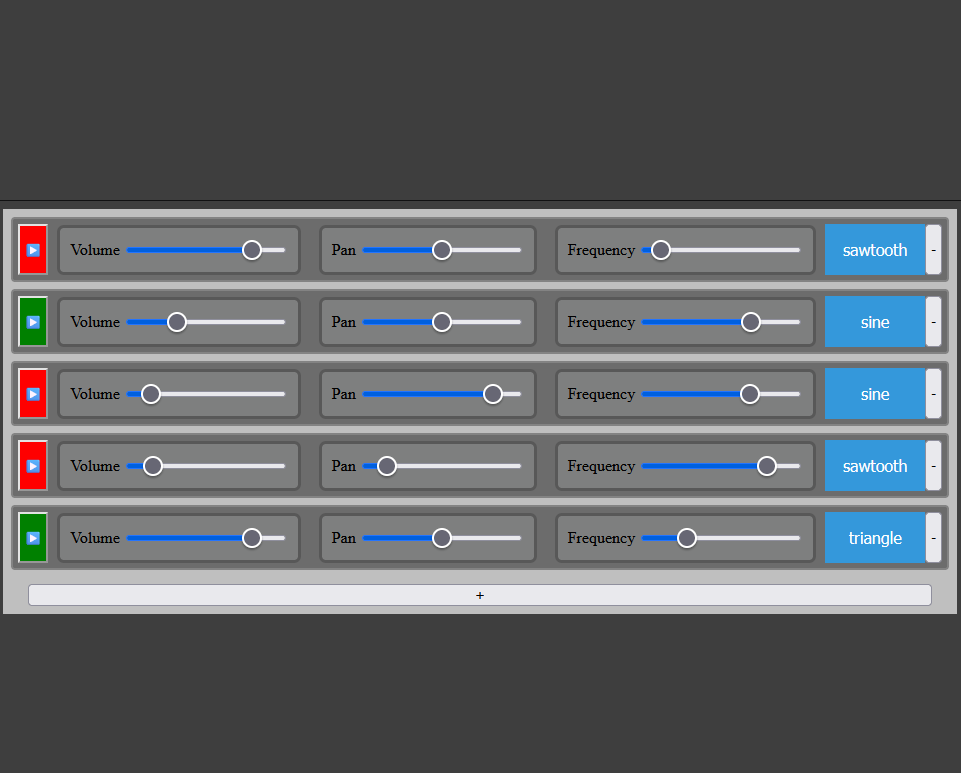 Volume Pan Frequency sawtooth -
Volume Pan Frequency sine -
Volume Pan Frequency sine -
Volume Pan Frequency sawtooth -
Volume Pan Frequency triangle -
+